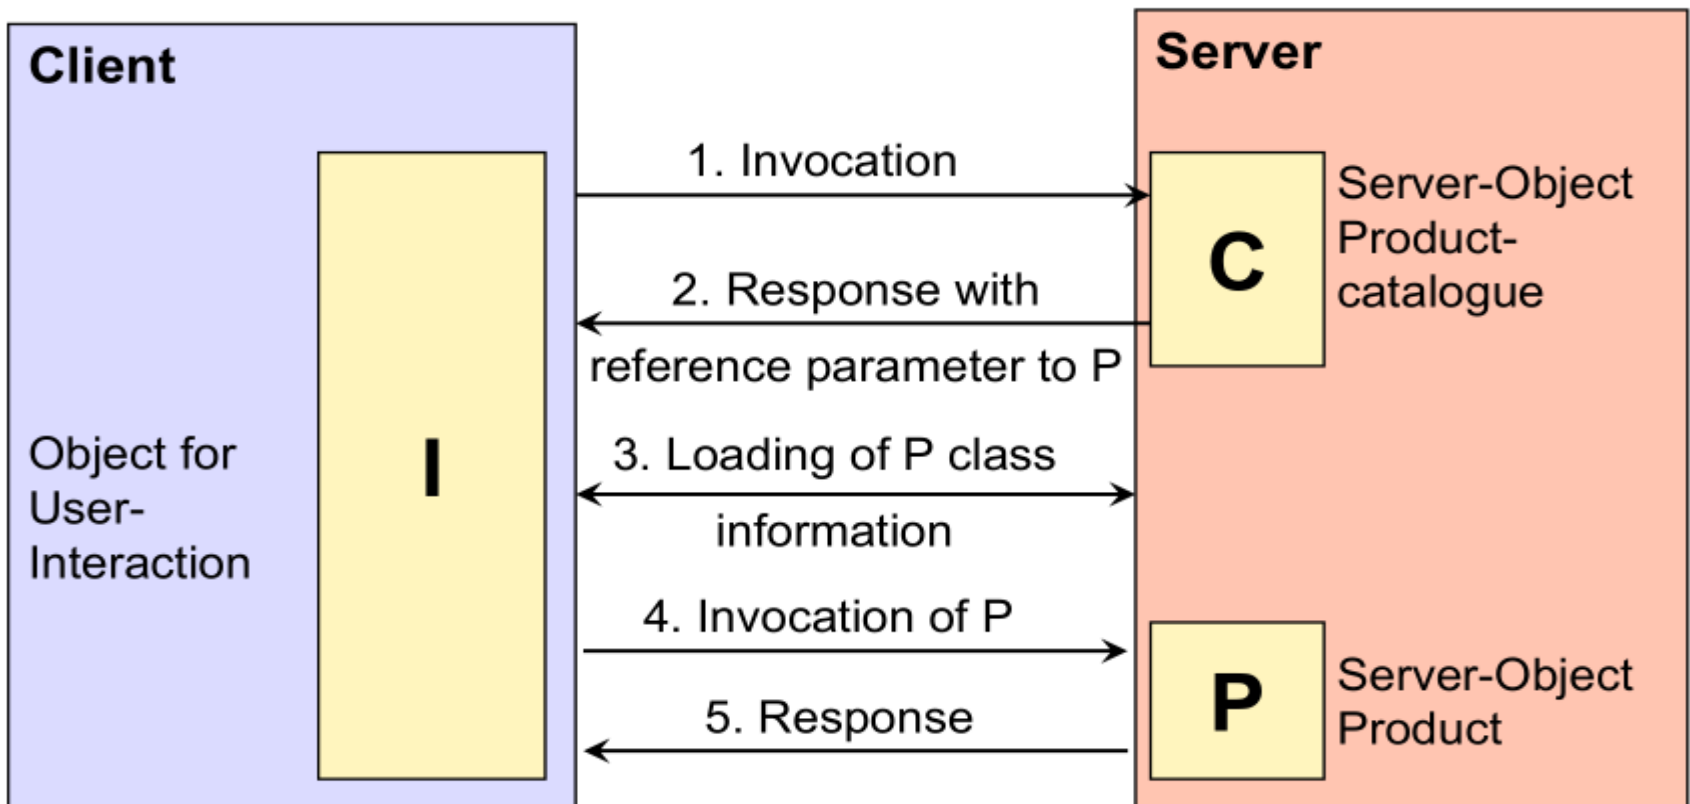 Client
Server
1. Invocation
Server-Object
Product-
catalogue
C
2. Response with
reference parameter to P
Object for
User-
Interaction
I
3. Loading of P class
information
4. Invocation of P
P
Server-Object
Product
5. Response